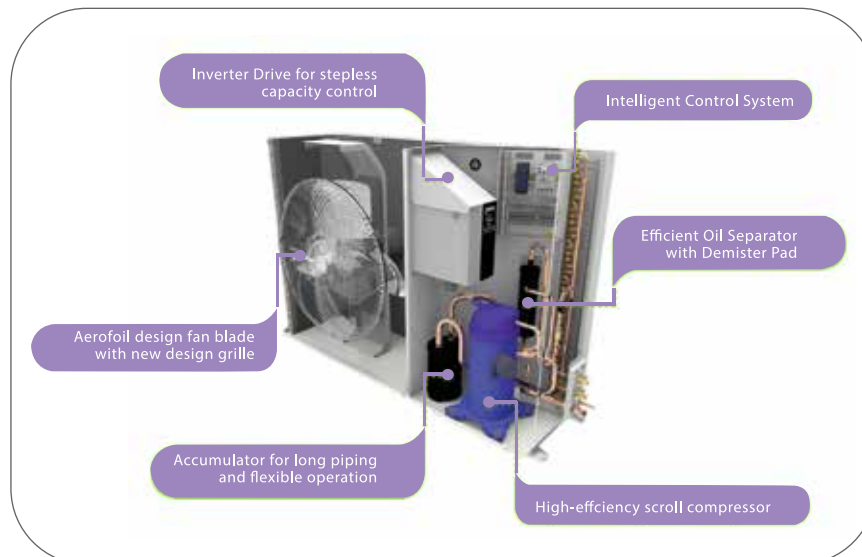 Inverter Drive for stepless
capacity control
Intelligent Control System
Efficient Oil Separator
with Demister Pad
Aerofoil design fan blade
with new design grille
Accumulator for long piping
and flexible operation
High-effciency scroll compressor